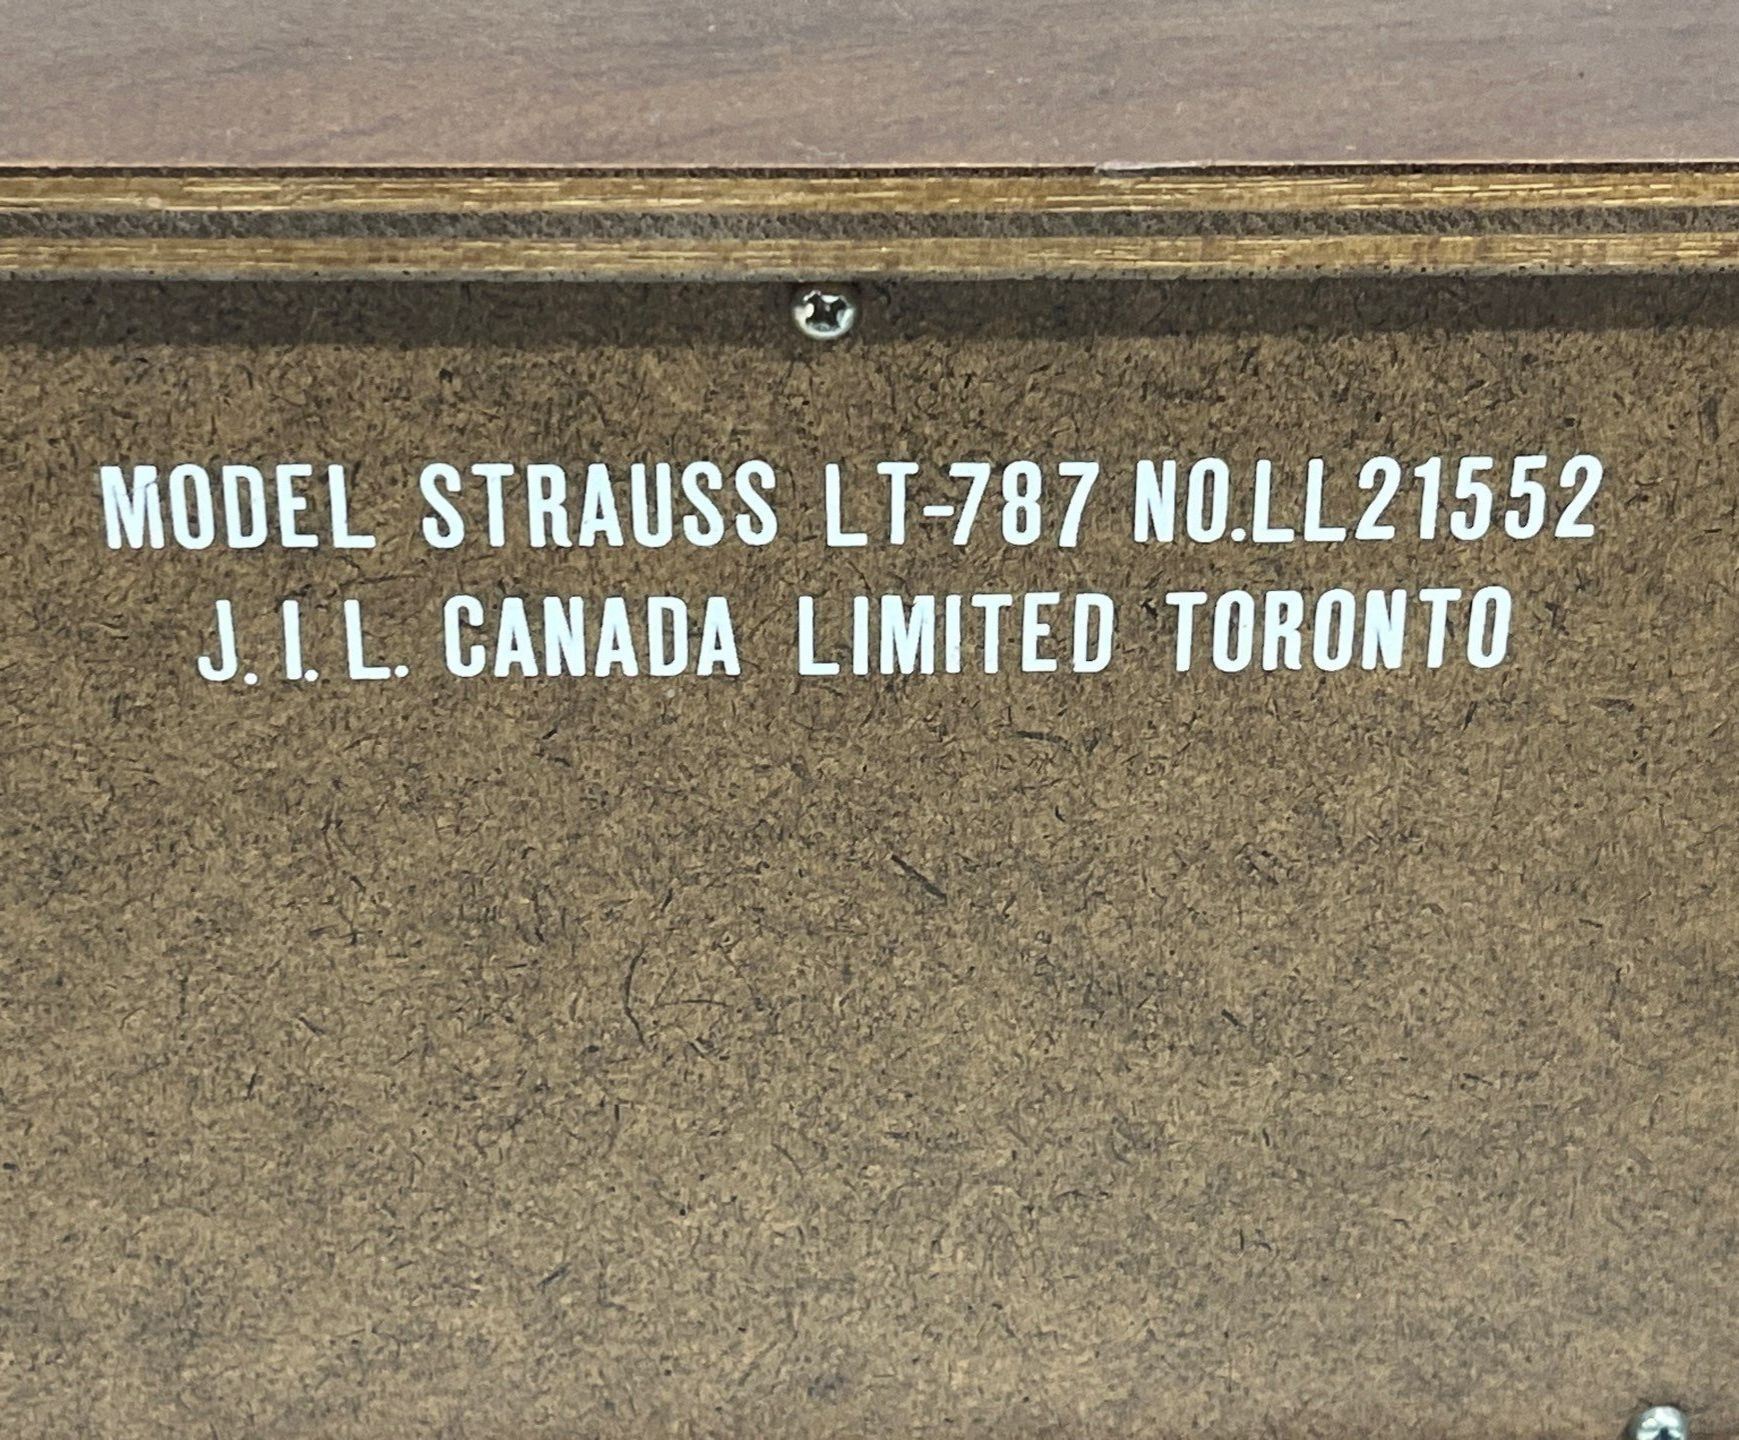 MODEL STRAUSS LT-787 NO.LL21552
J. I. L. CANADA LIMITED TORONTO